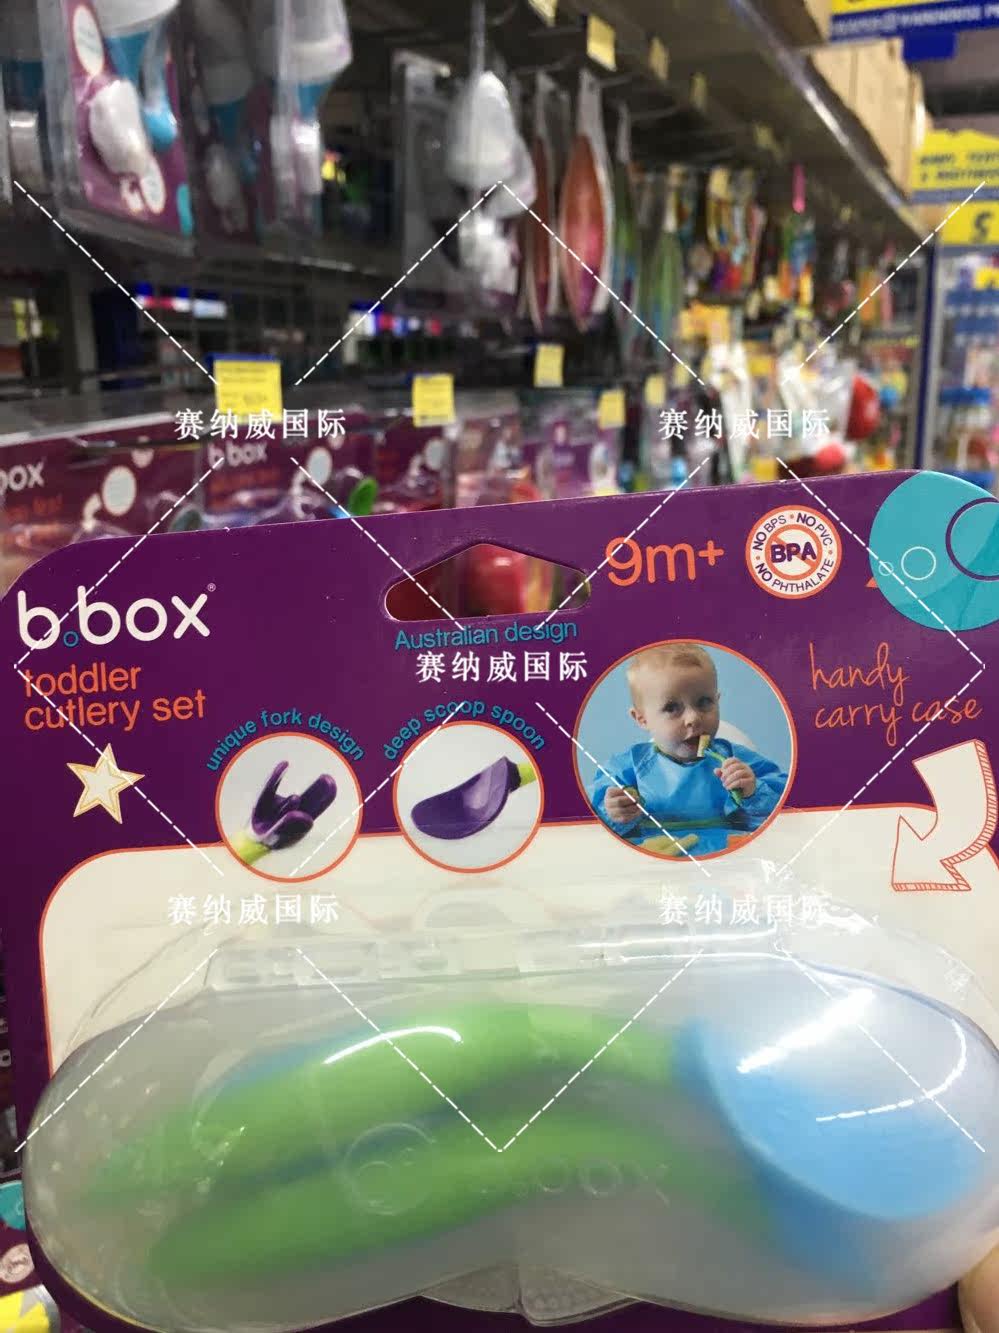 赛纳威国际
赛纳威国际
box
b.box
9m+
NO BPS • NO PVC • NO PHTHALATE
BPA
b.box®
Australian design
赛纳威国际
toddler
cutlery set
handy
carry case
unique fork design
deep scoop spoon
赛纳威国际
赛纳威国际